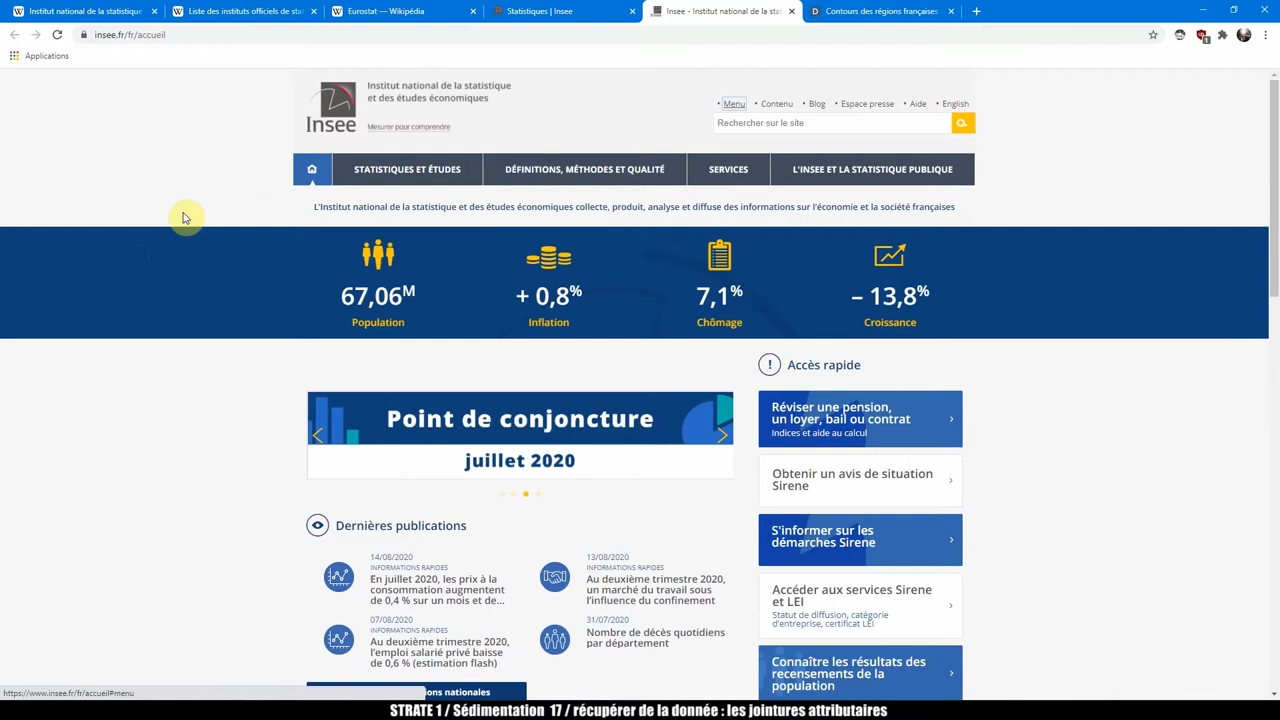 Institut national de la statistique
Liste des instituts officiels de sta
Eurostat — Wikipédia
Statistiques | Insee
Insee - Institut national de la stat
Contours des régions françaises
insee.fr/fr/accueil
Applications
Institut national de la statistique
et des études économiques
Insee
Mesurer pour comprendre
• Menu • Contenu • Blog • Espace presse • Aide • English
Rechercher sur le site
STATISTIQUES ET ÉTUDES
DÉFINITIONS, MÉTHODES ET QUALITÉ
SERVICES
L'INSEE ET LA STATISTIQUE PUBLIQUE
L'Institut national de la statistique et des études économiques collecte, produit, analyse et diffuse des informations sur l'économie et la société françaises
67,06M
Population
+ 0,8%
Inflation
7,1%
Chômage
– 13,8%
Croissance
Point de conjoncture
juillet 2020
Dernières publications
14/08/2020
INFORMATIONS RAPIDES
En juillet 2020, les prix à la
consommation augmentent
de 0,4 % sur un mois et de...
13/08/2020
INFORMATIONS RAPIDES
Au deuxième trimestre 2020,
un marché du travail sous
l'influence du confinement
07/08/2020
INFORMATIONS RAPIDES
Au deuxième trimestre 2020,
l'emploi salarié privé baisse
de 0,6 % (estimation flash)
31/07/2020
Nombre de décès quotidiens
par département
Accès rapide
Réviser une pension,
un loyer, bail ou contrat
Indices et aide au calcul
Obtenir un avis de situation
Sirene
S'informer sur les
démarches Sirene
Accéder aux services Sirene
et LEI
Statut de diffusion, catégorie
d'entreprise, certificat LEI
Connaître les résultats des
recensements de la
population
https://www.insee.fr/fr/accueil#menu
ions nationales
STRATE 1 / Sédimentation 17 / récupérer de la donnée : les jointures attributaires